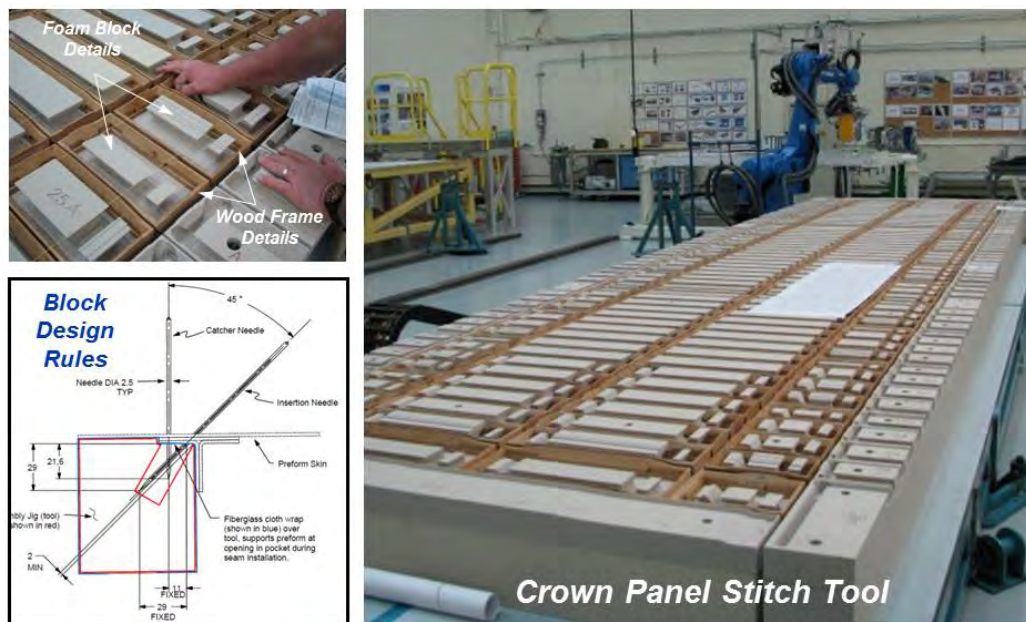 Foam Block
Details
25A
Wood Frame
Details
Block
Design
Rules
45 °
Catcher Needle
Needle DIA 2.5
TYP
Insertion Needle
Preform Skin
29
21.6
bly Jig (tool)
hown in red)
Fiberglass cloth wrap
(shown in blue) over
tool, supports preform at
opening in pocket during
seam installation.
2
MIN
11
FIXED
29
FIXED
Crown Panel Stitch Tool